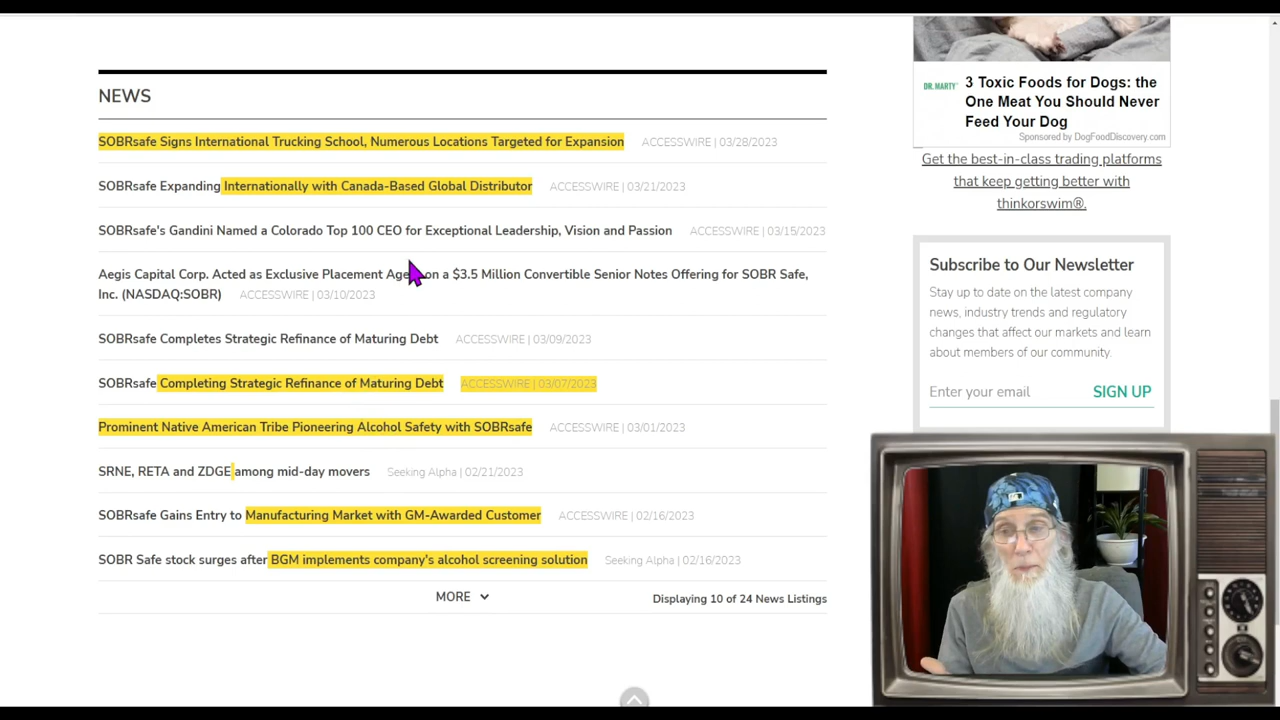 NEWS
SOBRsafe Signs International Trucking School, Numerous Locations Targeted for Expansion ACCESSWIRE | 03/28/2023
SOBRsafe Expanding Internationally with Canada-Based Global Distributor ACCESSWIRE | 03/21/2023
SOBRsafe's Gandini Named a Colorado Top 100 CEO for Exceptional Leadership, Vision and Passion ACCESSWIRE | 03/15/2023
Aegis Capital Corp. Acted as Exclusive Placement Agent on a $3.5 Million Convertible Senior Notes Offering for SOBR Safe,
Inc. (NASDAQ:SOBR) ACCESSWIRE | 03/10/2023
SOBRsafe Completes Strategic Refinance of Maturing Debt ACCESSWIRE | 03/09/2023
SOBRsafe Completing Strategic Refinance of Maturing Debt ACCESSWIRE | 03/07/2023
Prominent Native American Tribe Pioneering Alcohol Safety with SOBRsafe ACCESSWIRE | 03/01/2023
SRNE, RETA and ZDGE among mid-day movers Seeking Alpha | 02/21/2023
SOBRsafe Gains Entry to Manufacturing Market with GM-Awarded Customer ACCESSWIRE | 02/16/2023
SOBR Safe stock surges after BGM implements company's alcohol screening solution Seeking Alpha | 02/16/2023
MORE
Displaying 10 of 24 News Listings
DR.MARTY
3 Toxic Foods for Dogs: the
One Meat You Should Never
Feed Your Dog
Sponsored by DogFoodDiscovery.com
Get the best-in-class trading platforms
that keep getting better with
thinkorswim®.
Subscribe to Our Newsletter
Stay up to date on the latest company
news, industry trends and regulatory
changes that affect our markets and learn
about members of our community.
Enter your email SIGN UP